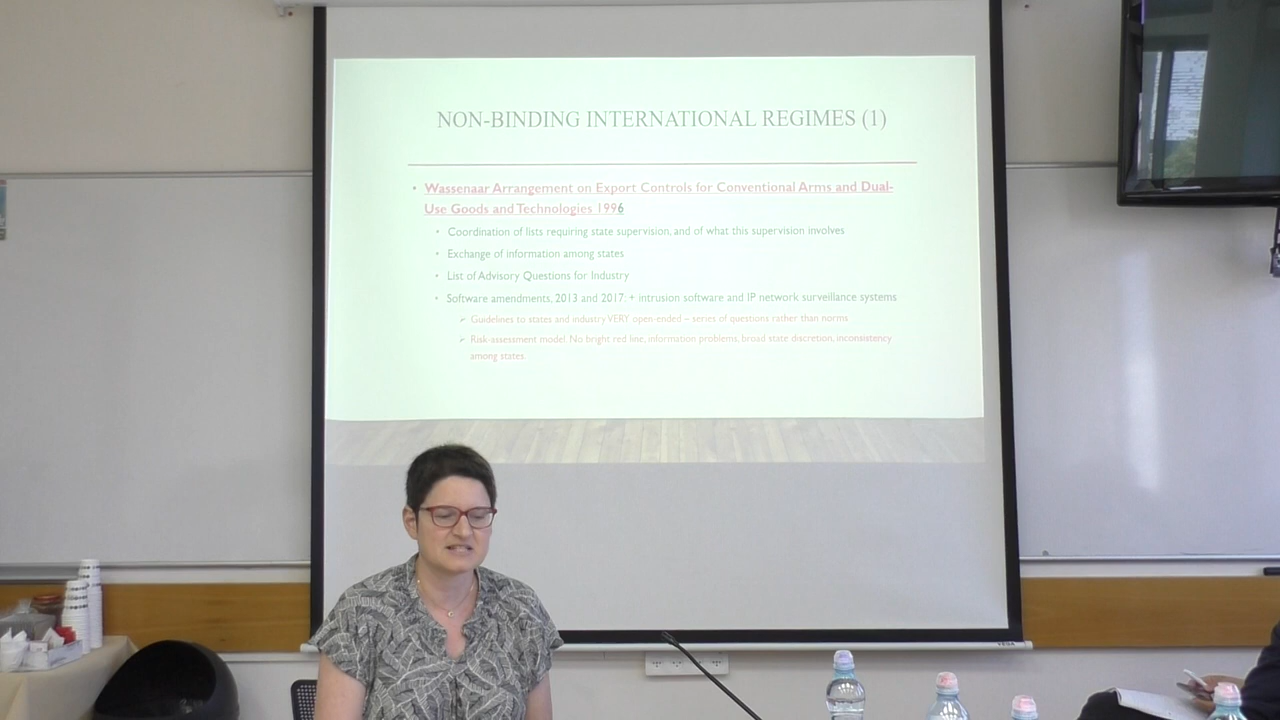 NON-BINDING INTERNATIONAL REGIMES (1)
• Wassenaar Arrangement on Export Controls for Conventional Arms and Dual-
Use Goods and Technologies 1996
• Coordination of lists requiring state supervision, and of what this supervision involves
• Exchange of information among states
• List of Advisory Questions for Industry
• Software amendments, 2013 and 2017: + intrusion software and IP network surveillance systems
➢ Guidelines to states and industry VERY open-ended – series of questions rather than norms
➢ Risk-assessment model. No bright red line, information problems, broad state discretion, inconsistency
among states.